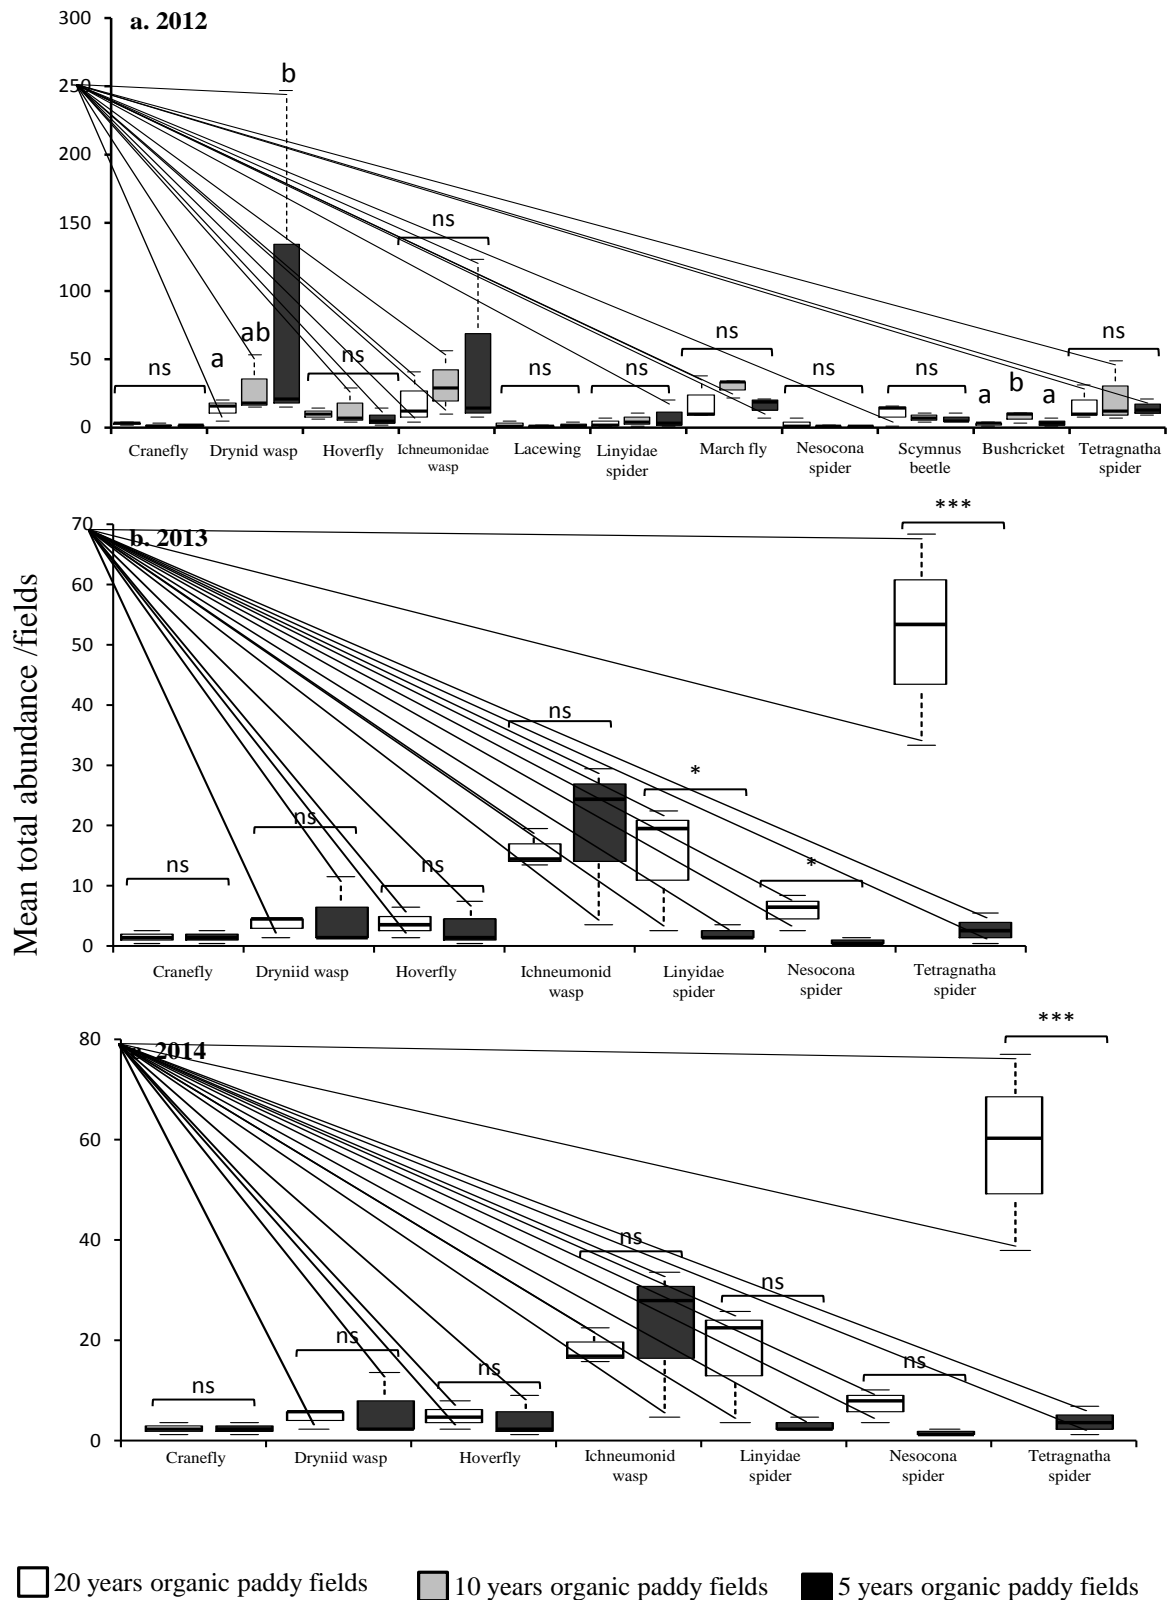 300
a. 2012
250
b
200
150
ns
100
ab
a
50
ns
ns
ns
ns
ns
ns
ns
a
b
a
ns
0
Cranefly Drynid wasp Hoverfly Ichneumonidae wasp Lacewing Linyidae spider March fly Nesocona spider Scymnus beetle Bushcricket Tetragnatha spider
Mean total abundance /fields
70
b. 2013
***
60
50
40
ns
30
*
20
ns
*
10
ns
ns
0
Cranefly Dryniid wasp Hoverfly Ichneumonid wasp Linyidae spider Nesocona spider Tetragnatha spider
***
80
2014
60
40
ns
ns
20
ns
ns
ns
ns
0
Cranefly Dryniid wasp Hoverfly Ichneumonid wasp Linyidae spider Nesocona spider Tetragnatha spider
20 years organic paddy fields 10 years organic paddy fields 5 years organic paddy fields